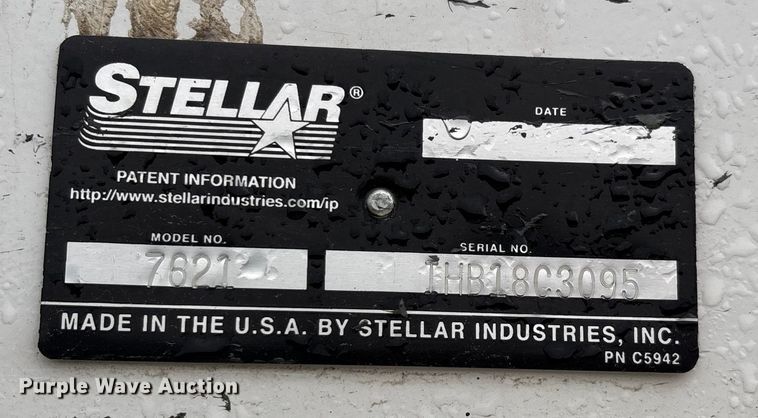 STELLAR®
DATE
PATENT INFORMATION
http://www.stellarindustries.com/ip
MODEL NO.
7621
SERIAL NO.
IHB18C3095
MADE IN THE U.S.A. BY STELLAR INDUSTRIES, INC.
PN C5942
Purple Wave Auction